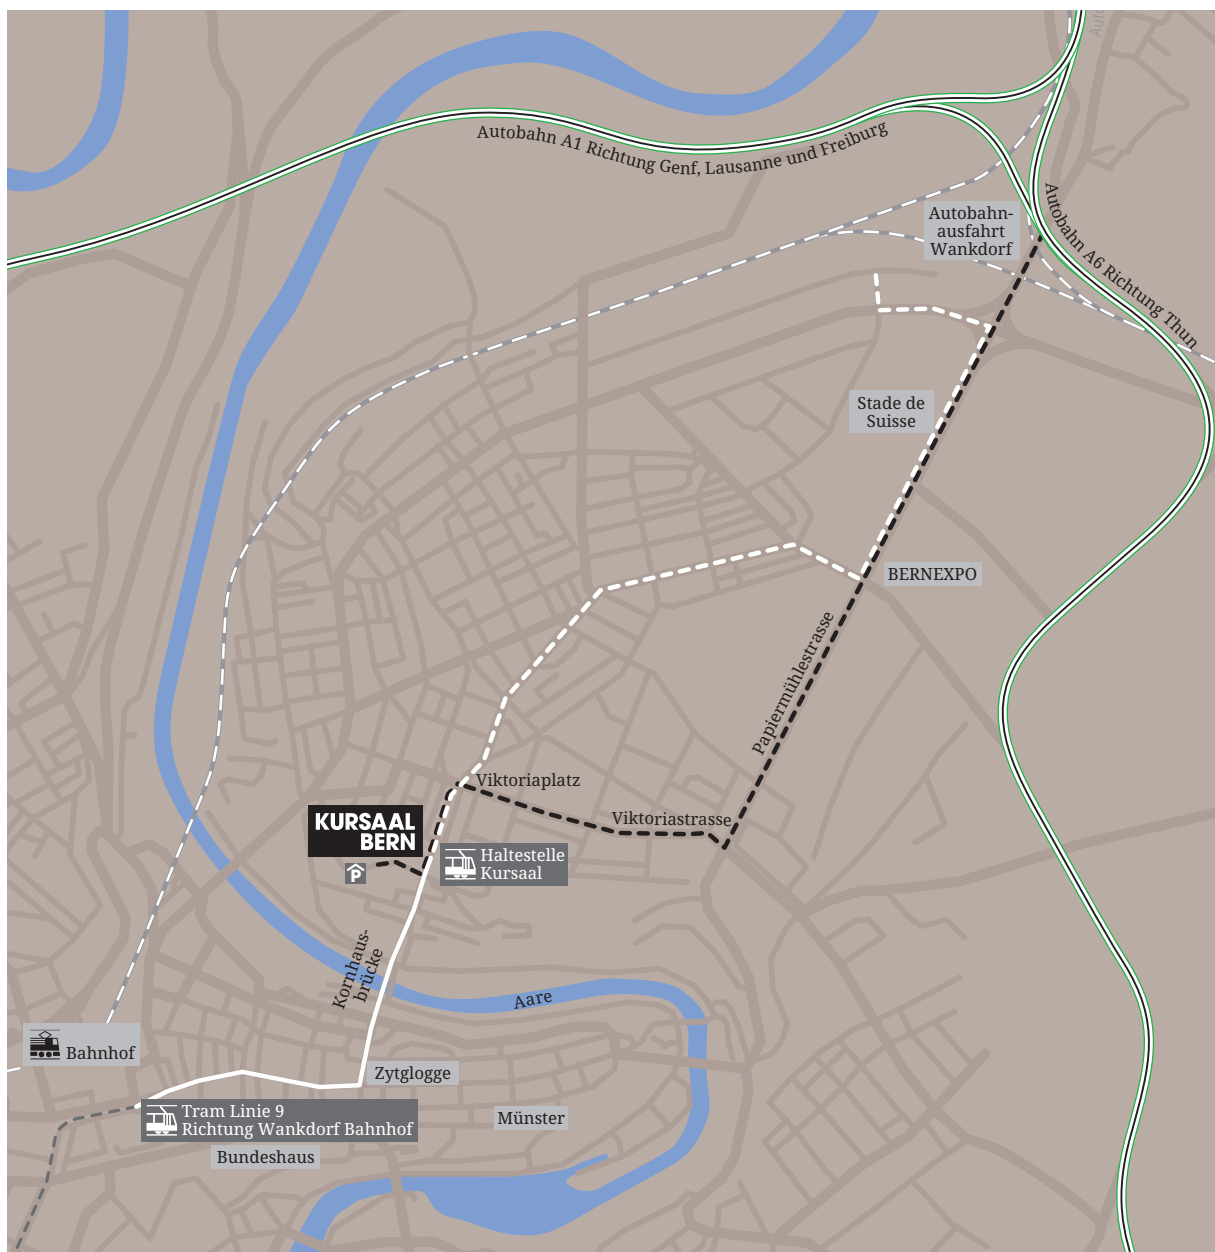 Auto
Autobahn A1 Richtung Genf, Lausanne und Freiburg
Autobahn-
ausfahrt
Wankdorf
Autobahn A6 Richtung Thun
Stade de
Suisse
BERNEXPO
Papiermühlestrasse
Viktoriaplatz
Viktoriastrasse
KURSAAL
BERN
P
Haltestelle
Kursaal
Kornhaus-
brücke
Aare
Bahnhof
Zytglogge
Tram Linie 9
Richtung Wankdorf Bahnhof
Münster
Bundeshaus